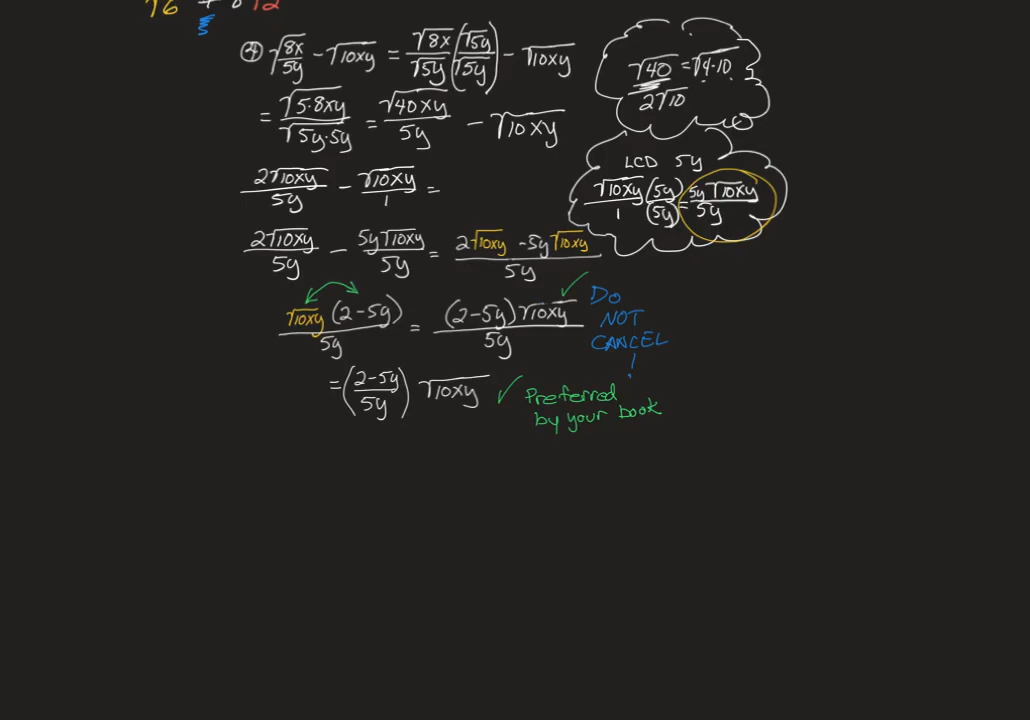 ④ √(8x/5y) − √10xy = √8x/√5y (√5y/√5y) − √10xy
= √5·8xy/√5y·5y = √40xy/5y − √10xy
2√10xy/5y − √10xy/1 =
2√10xy/5y − 5y√10xy/5y = 2√10xy − 5y√10xy/5y
√10xy (2−5y)/5y = (2−5y)√10xy/5y ✓
= (2−5y/5y) √10xy ✓
√40 = √4·10
2√10
LCD 5y
√10xy/1 (5y/5y) = 5y√10xy/5y
DO
NOT
CANCEL
!
Preferred
by your book